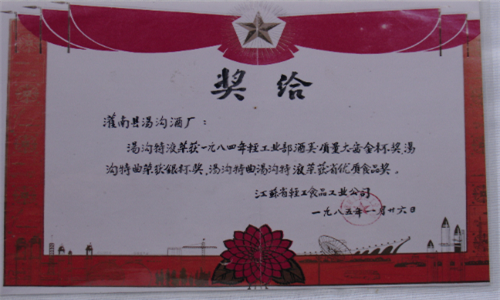 奖给
灌南县汤沟酒厂：
汤沟特液荣获一九八四年轻工业部酒类质量大赛金杯奖，汤
沟特曲荣获银杯奖，汤沟特曲汤沟特液荣获省优质食品奖。
江苏省轻工食品工业公司
一九八五年一月廿六日